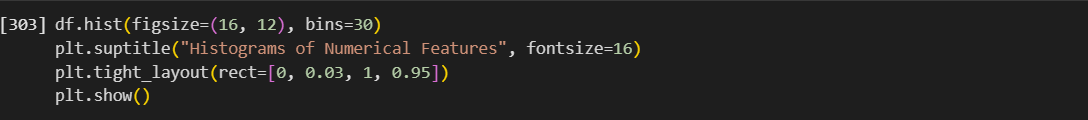 [303] df.hist(figsize=(16, 12), bins=30)
plt.suptitle("Histograms of Numerical Features", fontsize=16)
plt.tight_layout(rect=[0, 0.03, 1, 0.95])
plt.show()